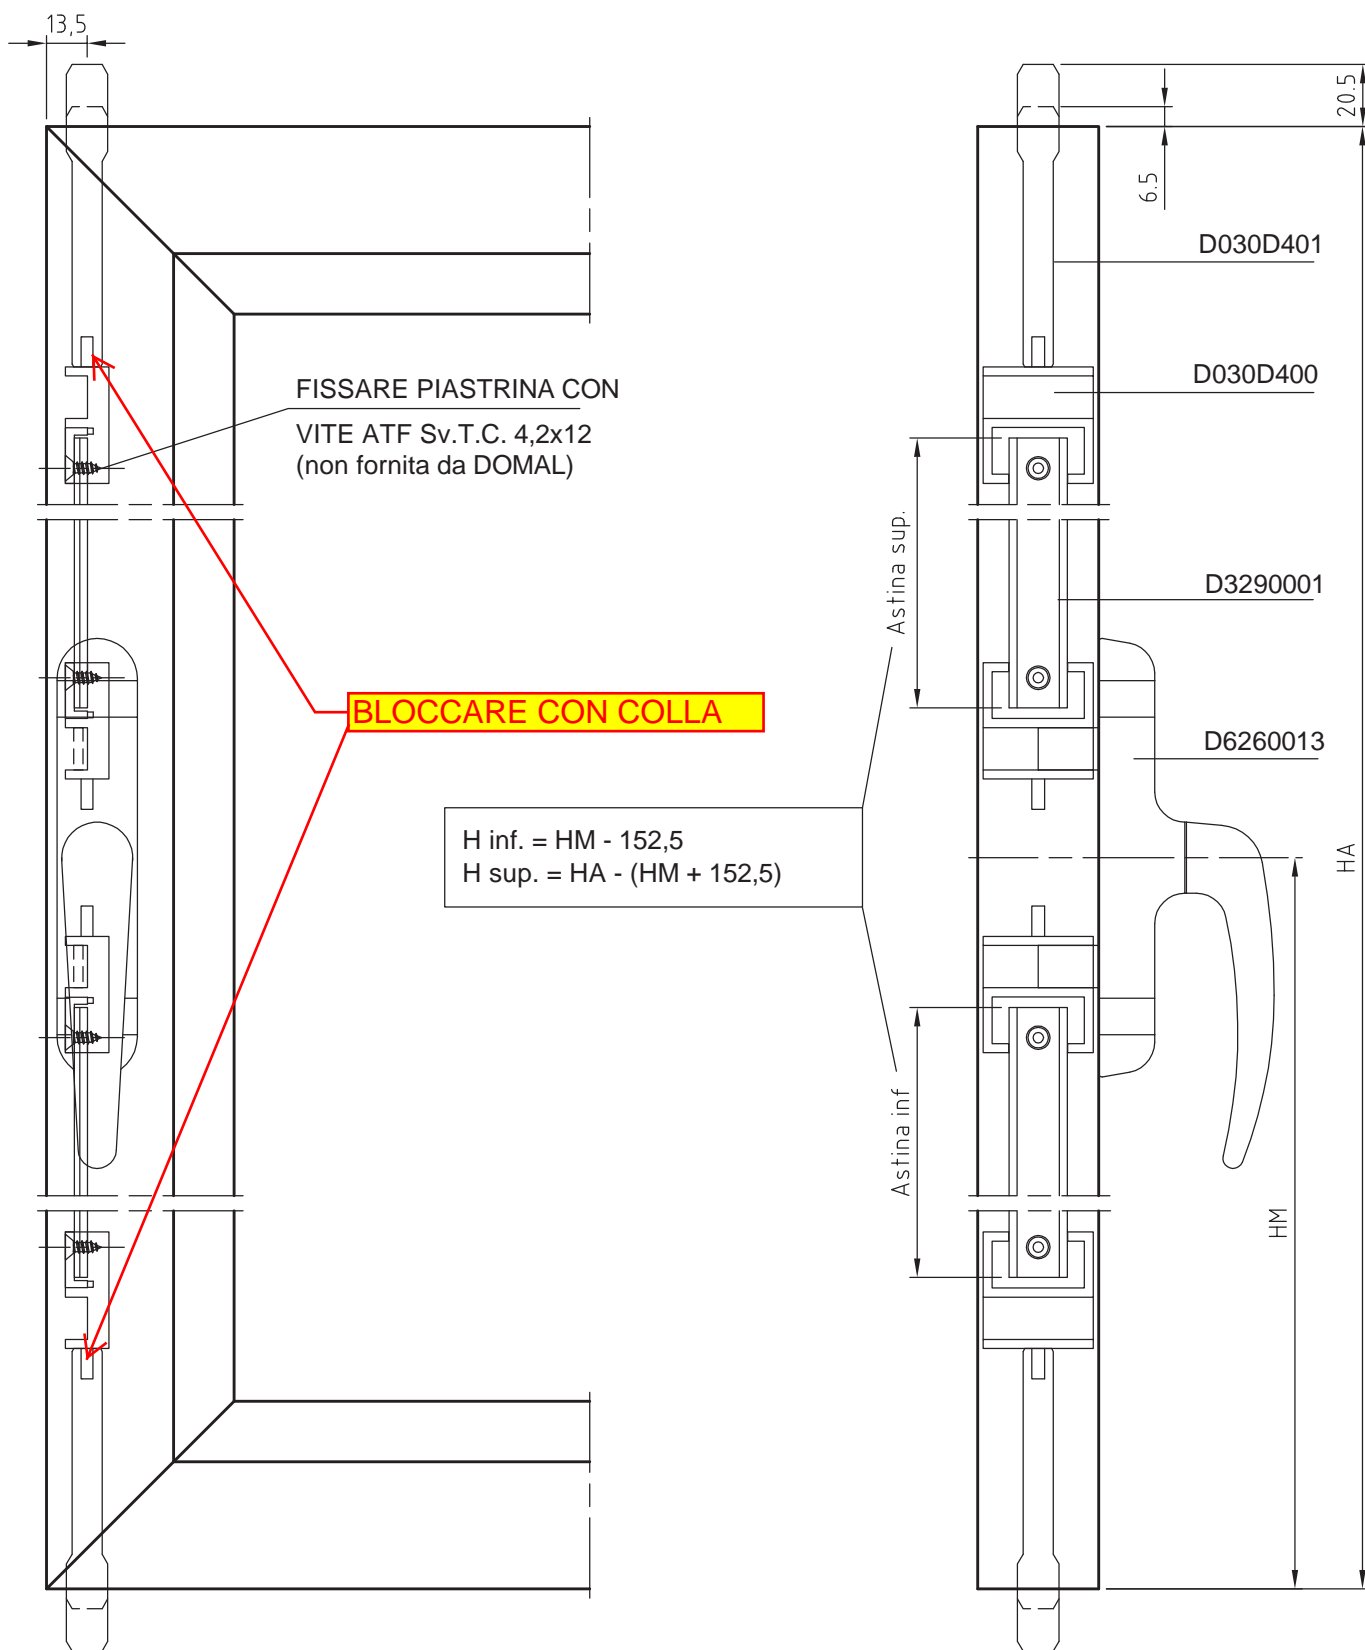 13,5
20.5
6.5
D030D401
D030D400
FISSARE PIASTRINA CON
VITE ATF Sv.T.C. 4,2x12
(non fornita da DOMAL)
Astina sup.
D3290001
BLOCCARE CON COLLA
D6260013
H inf. = HM - 152,5
H sup. = HA - (HM + 152,5)
HA
Astina inf
HM